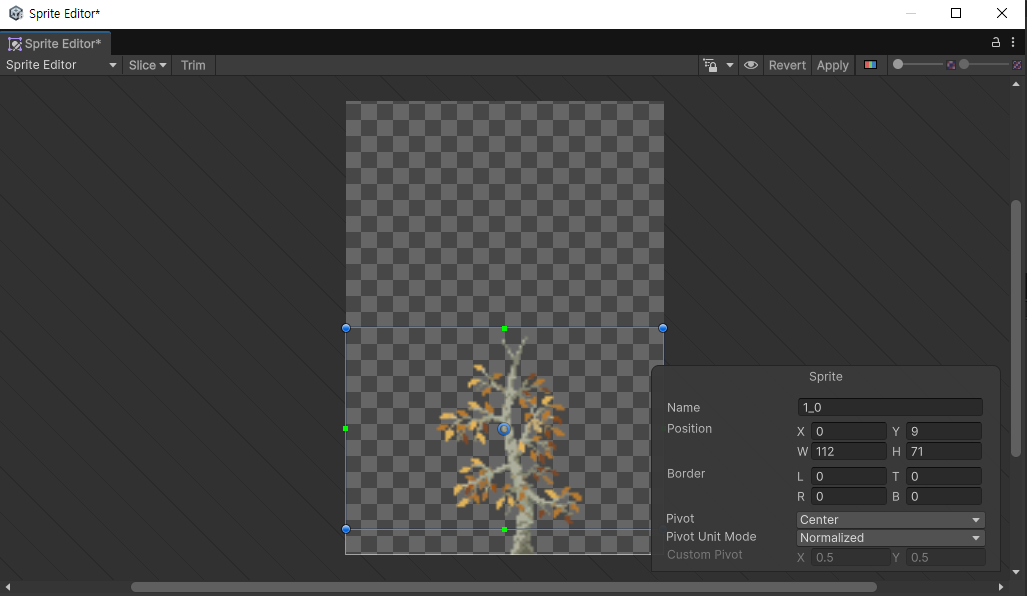 Sprite Editor*
Sprite Editor*
Sprite Editor Slice Trim Revert Apply
Sprite
Name 1_0
Position X 0 Y 9
W 112 H 71
Border L 0 T 0
R 0 B 0
Pivot Center
Pivot Unit Mode Normalized
Custom Pivot X 0.5 Y 0.5